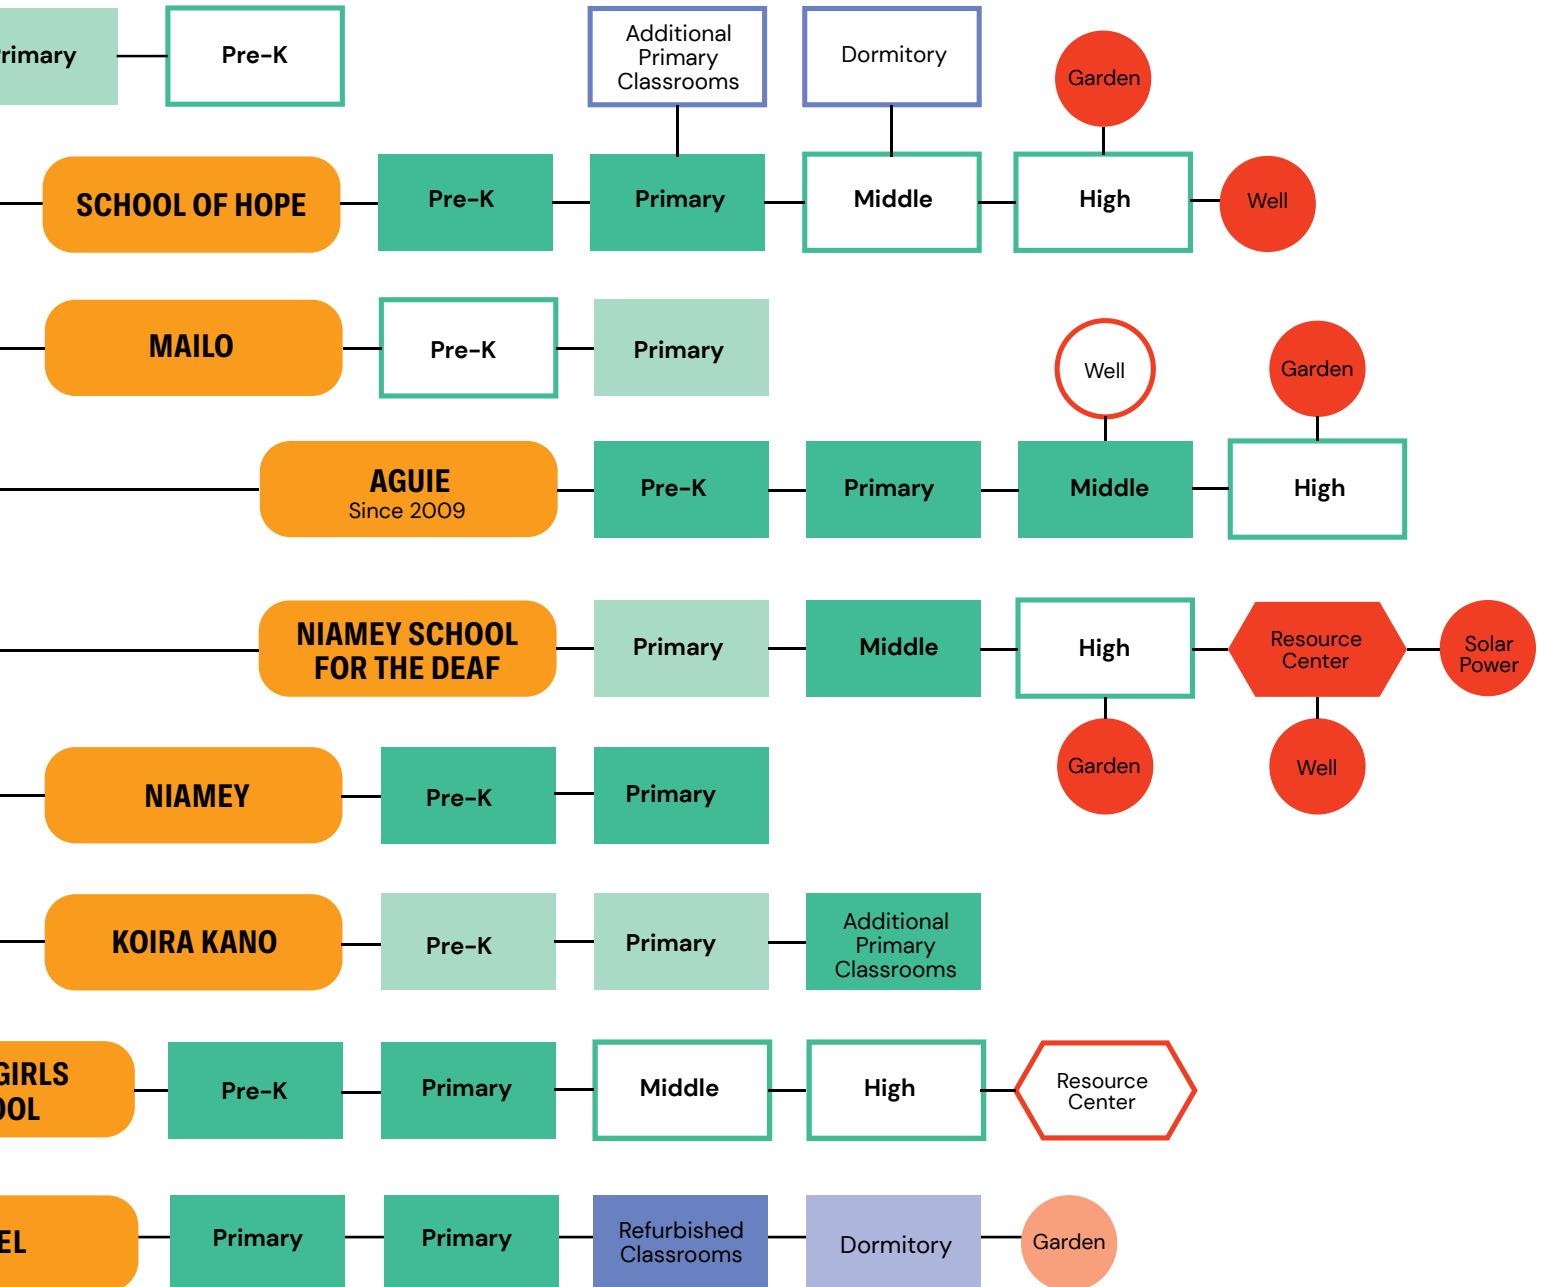 rimary
Pre-K
Additional
Primary
Classrooms
Dormitory
Garden
SCHOOL OF HOPE
Pre-K
Primary
Middle
High
Well
MAILO
Pre-K
Primary
Well
Garden
AGUIE
Since 2009
Pre-K
Primary
Middle
High
NIAMEY SCHOOL
FOR THE DEAF
Primary
Middle
High
Resource
Center
Solar
Power
Garden
Well
NIAMEY
Pre-K
Primary
KOIRA KANO
Pre-K
Primary
Additional
Primary
Classrooms
GIRLS
OOL
Pre-K
Primary
Middle
High
Resource
Center
EL
Primary
Primary
Refurbished
Classrooms
Dormitory
Garden